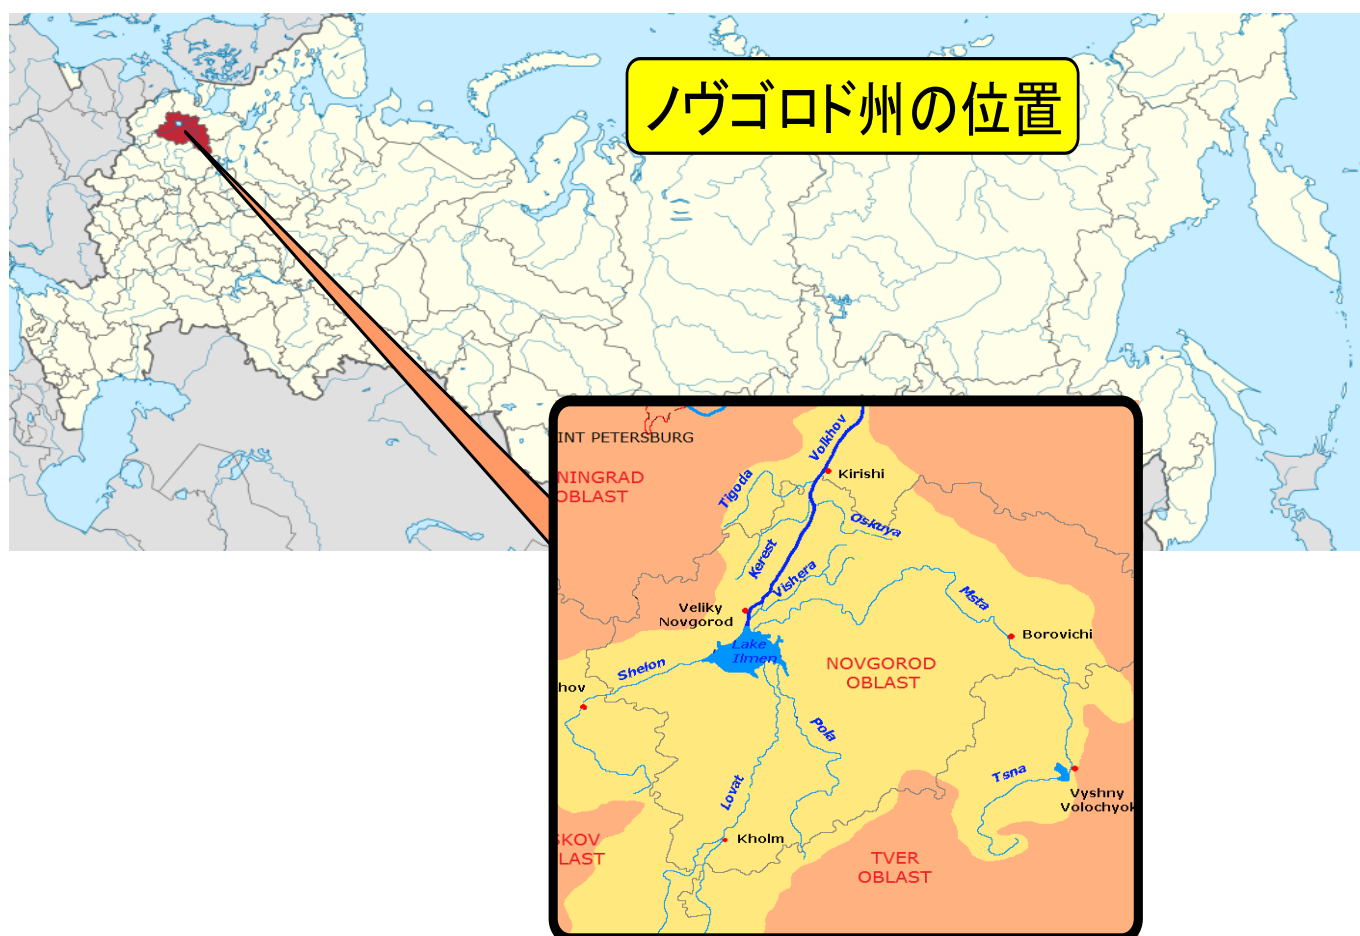 ノヴゴロド州の位置
INT PETERSBURG
NINGRAD
OBLAST
Volkhov
Kirishi
Tigoda
Oskuya
Kerest
Vishera
Msta
Veliky
Novgorod
Borovichi
Lake
Ilmen
Shelon
NOVGOROD
OBLAST
hov
Pola
Tsna
Lovat
Vyshny
Volochyok
Kholm
SKOV
LAST
TVER
OBLAST